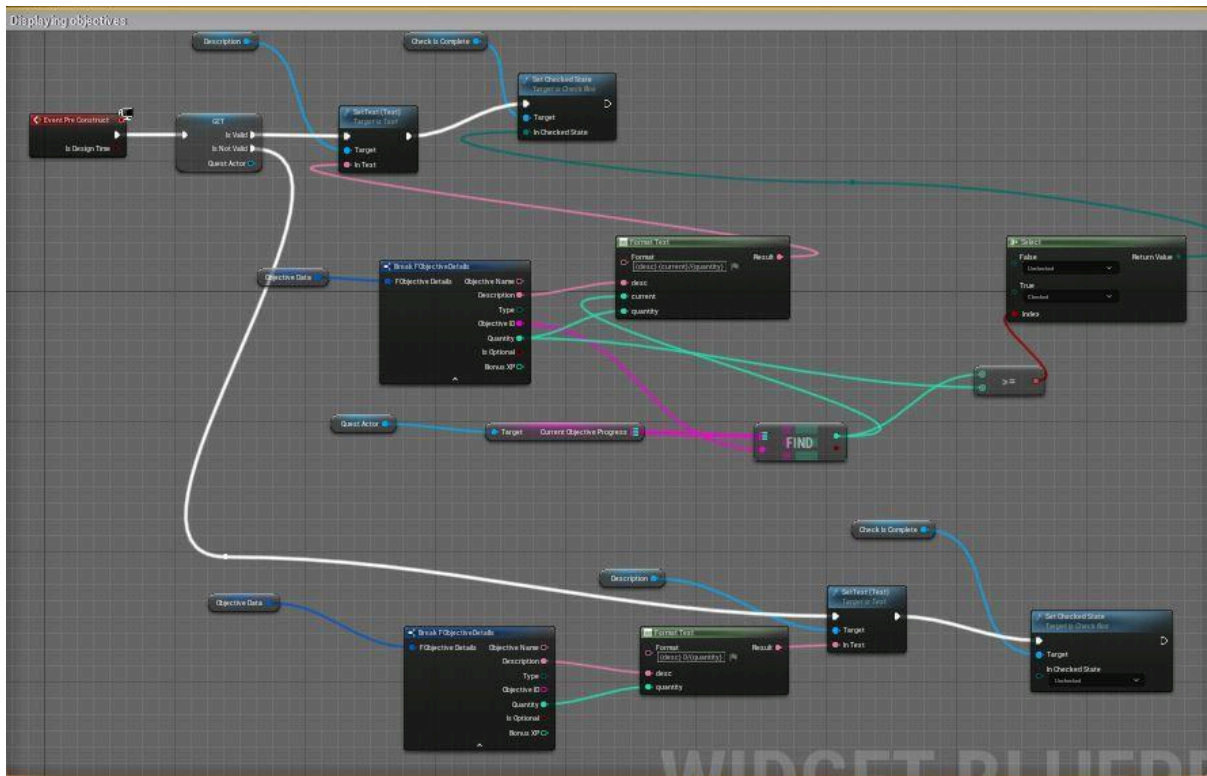 Displaying objectives
Description
Check Is Complete
Set Checked State
Target is Check Box
Target
In Checked State
Event Pre Construct
Is Design Time
GET
Is Valid
Is Not Valid
Quest Actor
SetText (Text)
Target is Text
Target
In Text
Format Text
Format
Result
{desc} {current}/{quantity}
desc
current
quantity
Select
False
Return Value
Unchecked
True
Checked
Index
Objective Data
Break FObjectiveDetails
FObjective Details
Objective Name
Description
Type
Objective ID
Quantity
Is Optional
Bonus XP
>=
Quest Actor
Target
Current Objective Progress
FIND
Check Is Complete
Description
SetText (Text)
Target is Text
Target
In Text
Objective Data
Break FObjectiveDetails
FObjective Details
Objective Name
Description
Type
Objective ID
Quantity
Is Optional
Bonus XP
Format Text
Format
Result
{desc} 0/{quantity}
desc
quantity
Set Checked State
Target is Check Box
Target
In Checked State
Unchecked